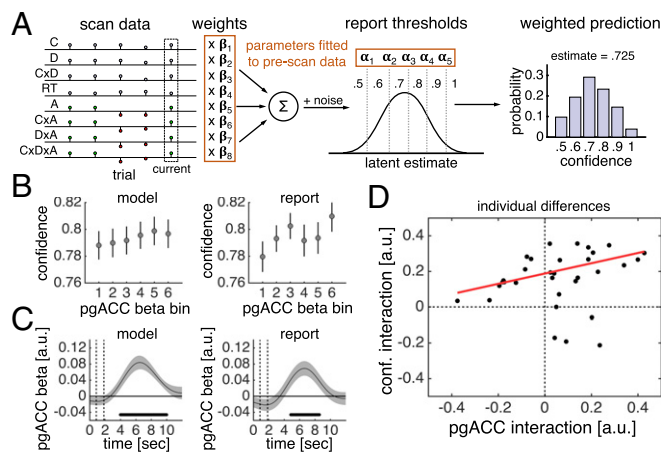 A
scan data
weights
report thresholds
weighted prediction
C
D
CxD
RT
A
CxA
DxA
CxDxA
trial
current
x β1
x β2
x β3
x β4
x β5
x β6
x β7
x β8
parameters fitted
to pre-scan data
Σ
+ noise
α1 α2 α3 α4 α5
.5 .6 .7 .8 .9 1
latent estimate
estimate = .725
probability
0.3
0.2
0.1
0
.5 .6 .7 .8 .9 1
confidence
B
model
confidence
0.82
0.8
0.78
0.76
1 2 3 4 5 6
pgACC beta bin
report
confidence
0.82
0.8
0.78
0.76
1 2 3 4 5 6
pgACC beta bin
C
model
pgACC beta [a.u.]
0.12
0.08
0.04
0
-0.04
0 2 4 6 8 10
time [sec]
report
pgACC beta [a.u.]
0.12
0.08
0.04
0
-0.04
0 2 4 6 8 10
time [sec]
D
individual differences
conf. interaction [a.u.]
0.4
0.2
0
-0.2
-0.4
-0.4 -0.2 0 0.2 0.4
pgACC interaction [a.u.]